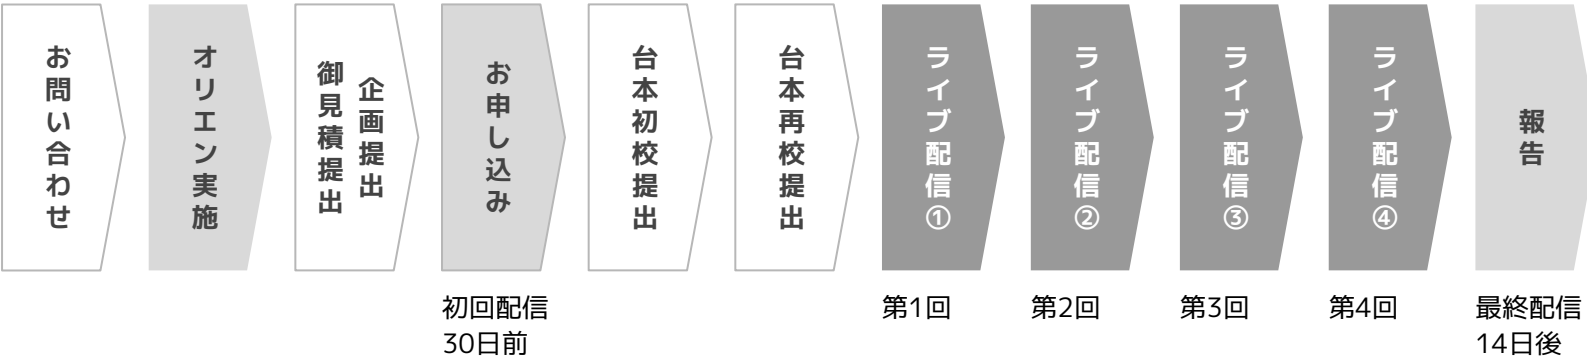 お問い合わせ
オリエン実施
企画提出
御見積提出
お申し込み
台本初校提出
台本再校提出
ライブ配信①
ライブ配信②
ライブ配信③
ライブ配信④
報告
初回配信
30日前
第1回
第2回
第3回
第4回
最終配信
14日後